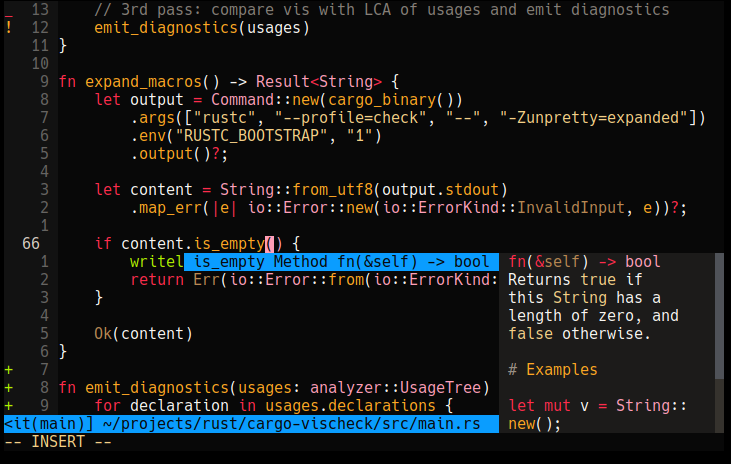 _ 13     // 3rd pass: compare vis with LCA of usages and emit diagnostics
! 12     emit_diagnostics(usages)
11 }
10
9 fn expand_macros() -> Result<String> {
8     let output = Command::new(cargo_binary())
7         .args(["rustc", "--profile=check", "--", "-Zunpretty=expanded"])
6         .env("RUSTC_BOOTSTRAP", "1")
5         .output()?;
4
3     let content = String::from_utf8(output.stdout)
2         .map_err(|e| io::Error::new(io::ErrorKind::InvalidInput, e))?;
1
66     if content.is_empty() {
1         writel is_empty Method fn(&self) -> bool fn(&self) -> bool
2         return Err(io::Error::from(io::ErrorKind: Returns true if
3     } this String has a
4 length of zero, and
5     Ok(content) false otherwise.
6 }
+ 7 # Examples
+ 8 fn emit_diagnostics(usages: analyzer::UsageTree)
+ 9     for declaration in usages.declarations { let mut v = String::
<it(main)] ~/projects/rust/cargo-vischeck/src/main.rs new();
-- INSERT --